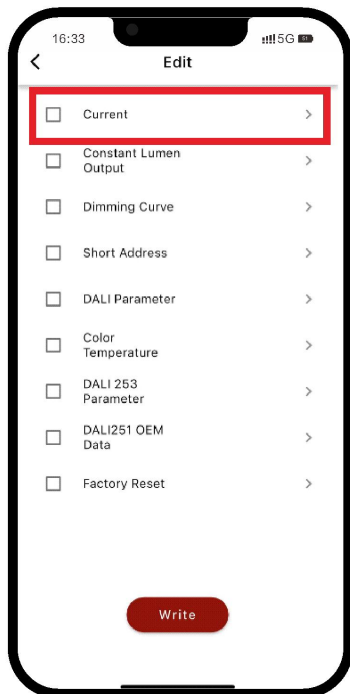 16:33
5G 51
Edit
Current
Constant Lumen
Output
Dimming Curve
Short Address
DALI Parameter
Color
Temperature
DALI 253
Parameter
DALI251 OEM
Data
Factory Reset
Write